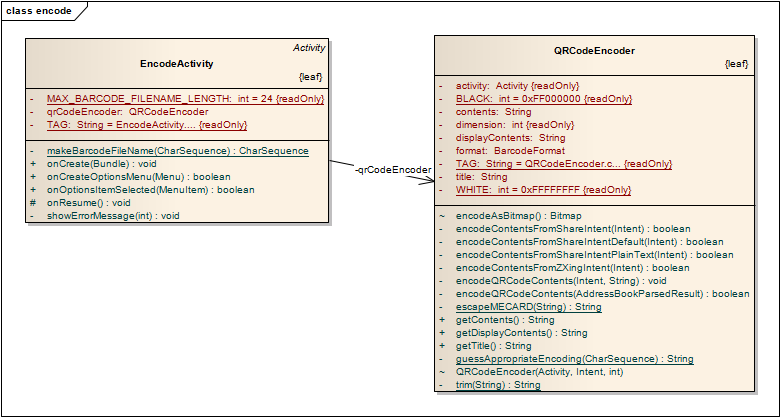 class encode
Activity
EncodeActivity
{leaf}
- MAX_BARCODE_FILENAME_LENGTH: int = 24 {readOnly}
- qrCodeEncoder: QRCodeEncoder
- TAG: String = EncodeActivity.... {readOnly}
- makeBarcodeFileName(CharSequence) : CharSequence
+ onCreate(Bundle) : void
+ onCreateOptionsMenu(Menu) : boolean
+ onOptionsItemSelected(MenuItem) : boolean
# onResume() : void
- showErrorMessage(int) : void
-qrCodeEncoder
QRCodeEncoder
{leaf}
- activity: Activity {readOnly}
- BLACK: int = 0xFF000000 {readOnly}
- contents: String
- dimension: int {readOnly}
- displayContents: String
- format: BarcodeFormat
- TAG: String = QRCodeEncoder.c... {readOnly}
- title: String
- WHITE: int = 0xFFFFFFFF {readOnly}
~ encodeAsBitmap() : Bitmap
- encodeContentsFromShareIntent(Intent) : boolean
- encodeContentsFromShareIntentDefault(Intent) : boolean
- encodeContentsFromShareIntentPlainText(Intent) : boolean
- encodeContentsFromZXingIntent(Intent) : boolean
- encodeQRCodeContents(Intent, String) : void
- encodeQRCodeContents(AddressBookParsedResult) : boolean
- escapeMECARD(String) : String
+ getContents() : String
+ getDisplayContents() : String
+ getTitle() : String
- guessAppropriateEncoding(CharSequence) : String
~ QRCodeEncoder(Activity, Intent, int)
- trim(String) : String